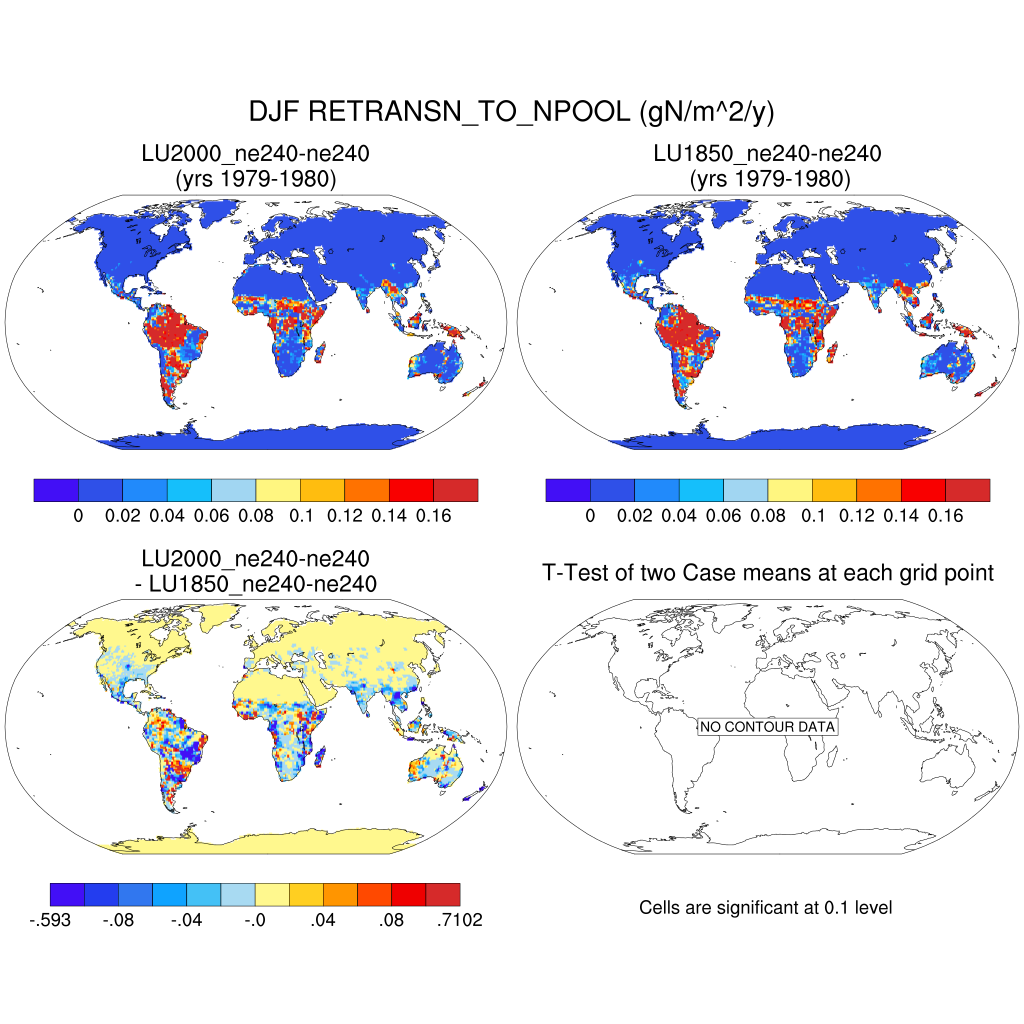 DJF RETRANSN_TO_NPOOL (gN/m^2/y)
LU2000_ne240-ne240
(yrs 1979-1980)
LU1850_ne240-ne240
(yrs 1979-1980)
0 0.02 0.04 0.06 0.08 0.1 0.12 0.14 0.16
0 0.02 0.04 0.06 0.08 0.1 0.12 0.14 0.16
LU2000_ne240-ne240
- LU1850_ne240-ne240
T-Test of two Case means at each grid point
NO CONTOUR DATA
-.593 -.08 -.04 -.0 .04 .08 .7102
Cells are significant at 0.1 level